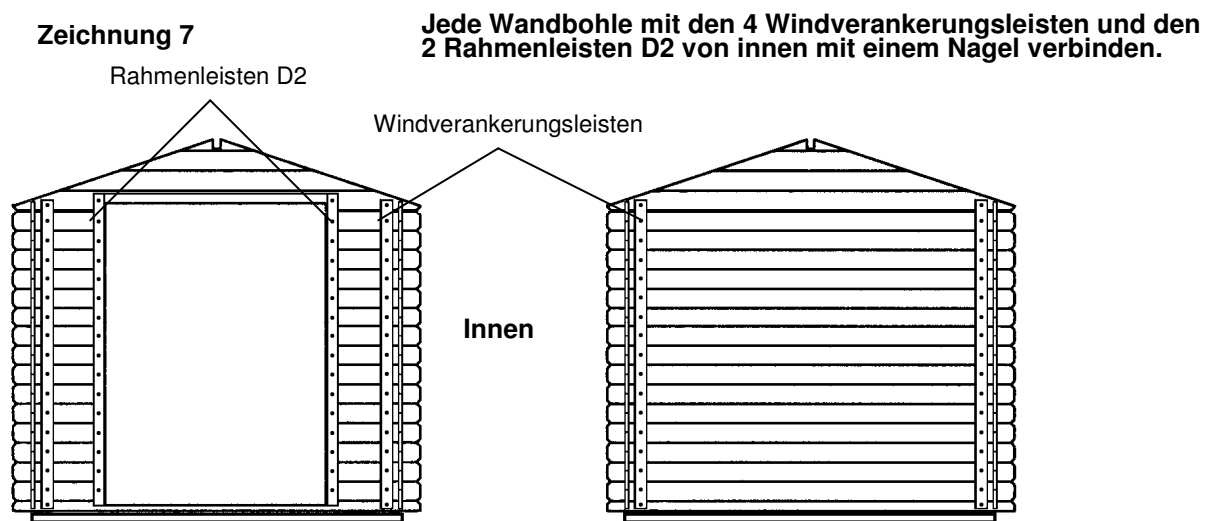 Zeichnung 7
Jede Wandbohle mit den 4 Windverankerungsleisten und den
2 Rahmenleisten D2 von innen mit einem Nagel verbinden.
Rahmenleisten D2
Windverankerungsleisten
Innen